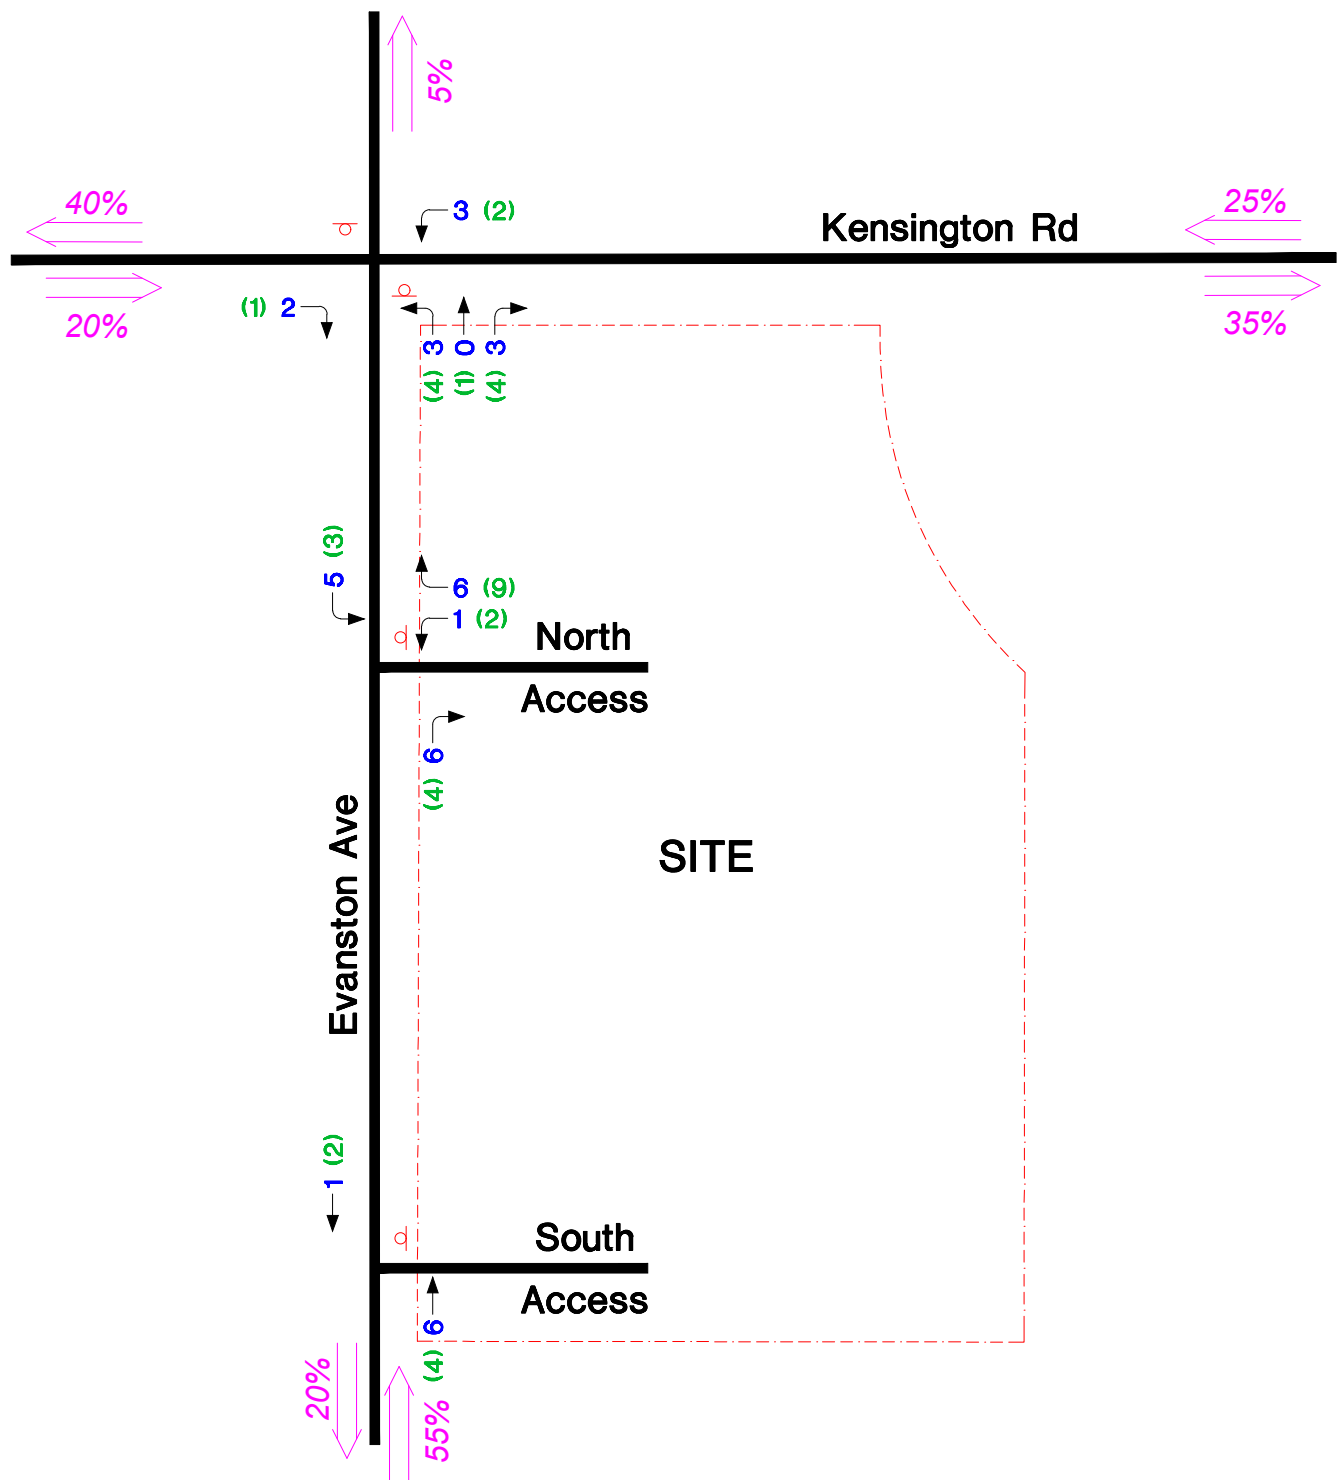 5%
40%
3 (2)
Kensington Rd
25%
20%
(1) 2
35%
3 0 3
(4) (1) (4)
5 (3)
6 (9)
1 (2)
North
Access
(4) 6
SITE
Evanston Ave
1 (2)
South
Access
(4) 6
20%
55%